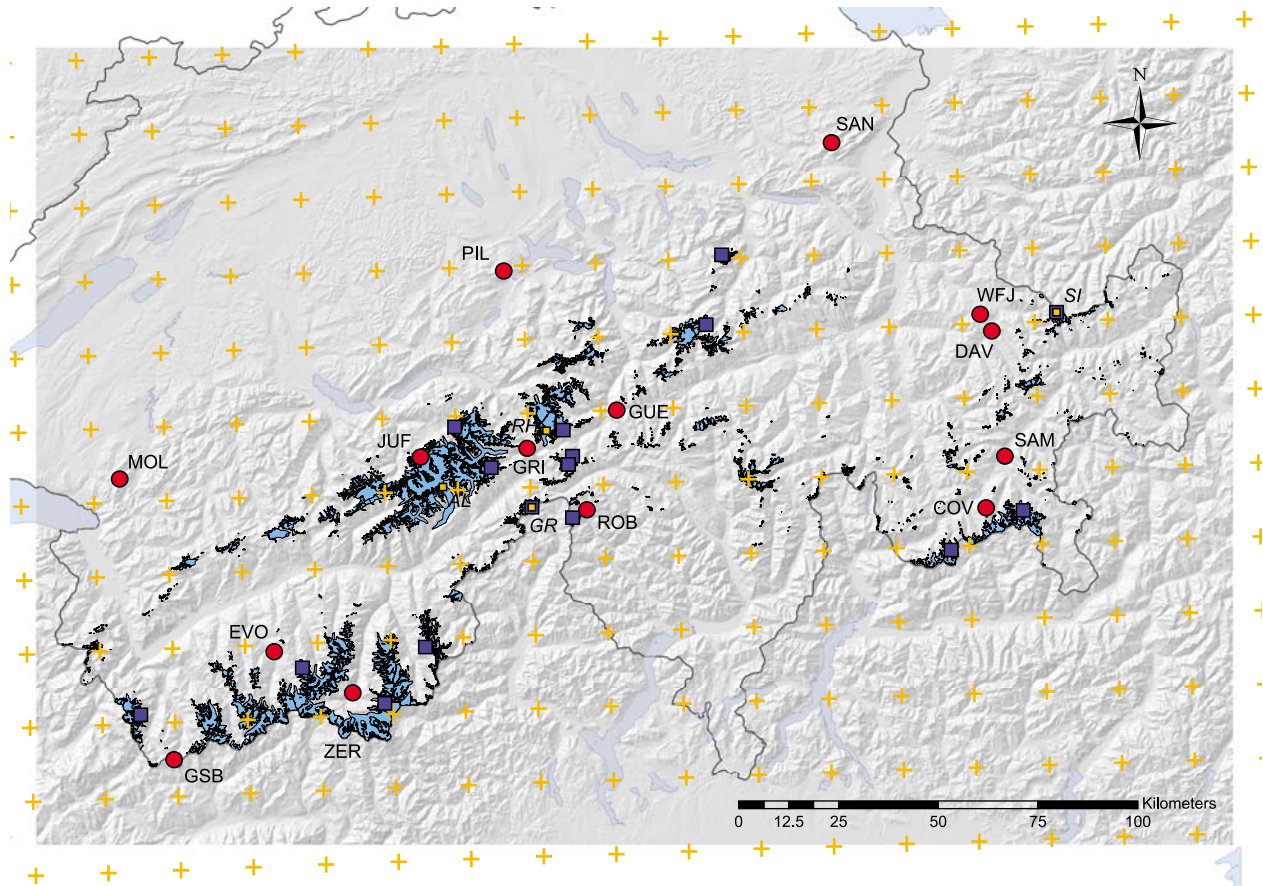 N
SAN
PIL
WFJ
SI
DAV
GUE
RH
JUF
SAM
GRI
MOL
COV
GR
ROB
EVO
ZER
GSB
Kilometers
0 12.5 25 50 75 100